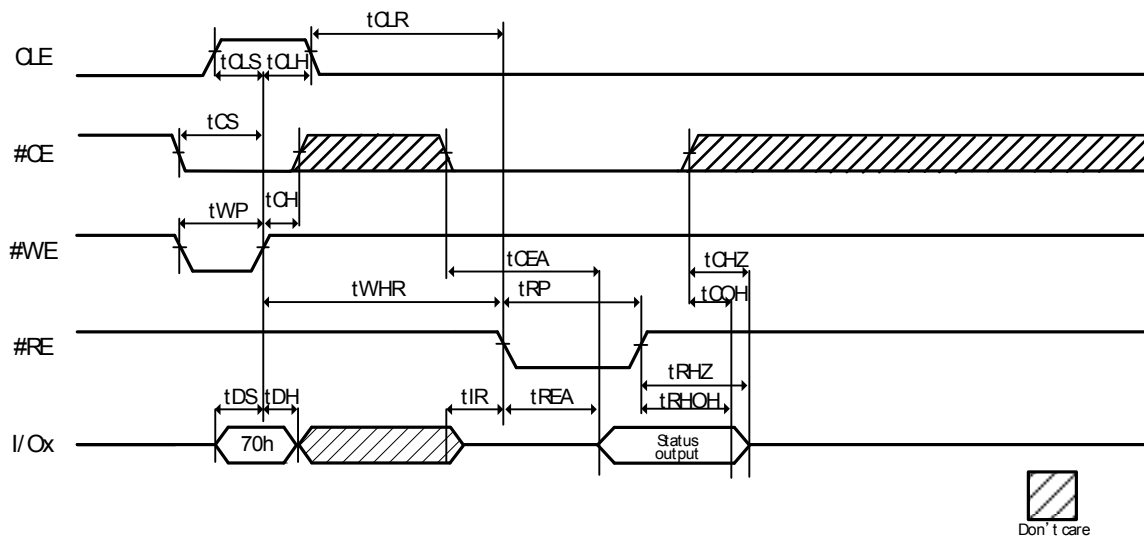 tCLR
CLE
tCLS tCLH
tCS
#CE
tCH
tWP
#WE
tCEA
tCHZ
tWHR
tRP
tCOH
#RE
tRHZ
tDS tDH
tIR
tREA
tRHOH
I/Ox
70h
Status
output
Don't care